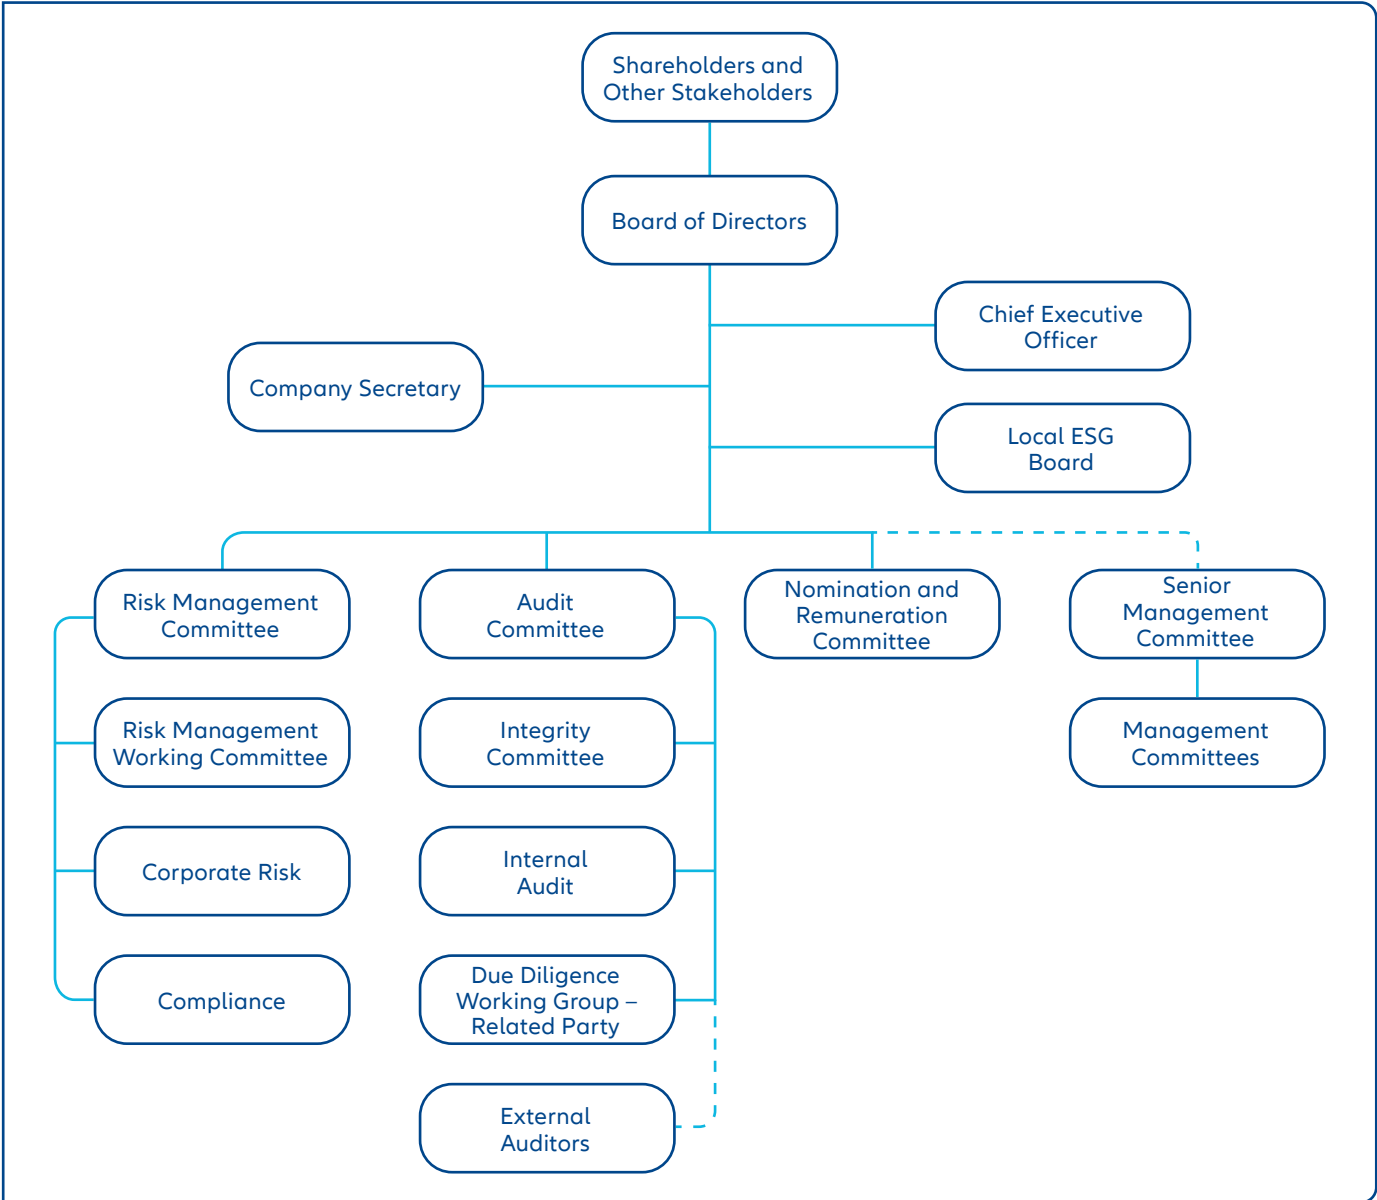 Shareholders and
Other Stakeholders
Board of Directors
Chief Executive
Officer
Company Secretary
Local ESG
Board
Risk Management
Committee
Audit
Committee
Nomination and
Remuneration
Committee
Senior
Management
Committee
Risk Management
Working Committee
Integrity
Committee
Management
Committees
Corporate Risk
Internal
Audit
Compliance
Due Diligence
Working Group –
Related Party
External
Auditors